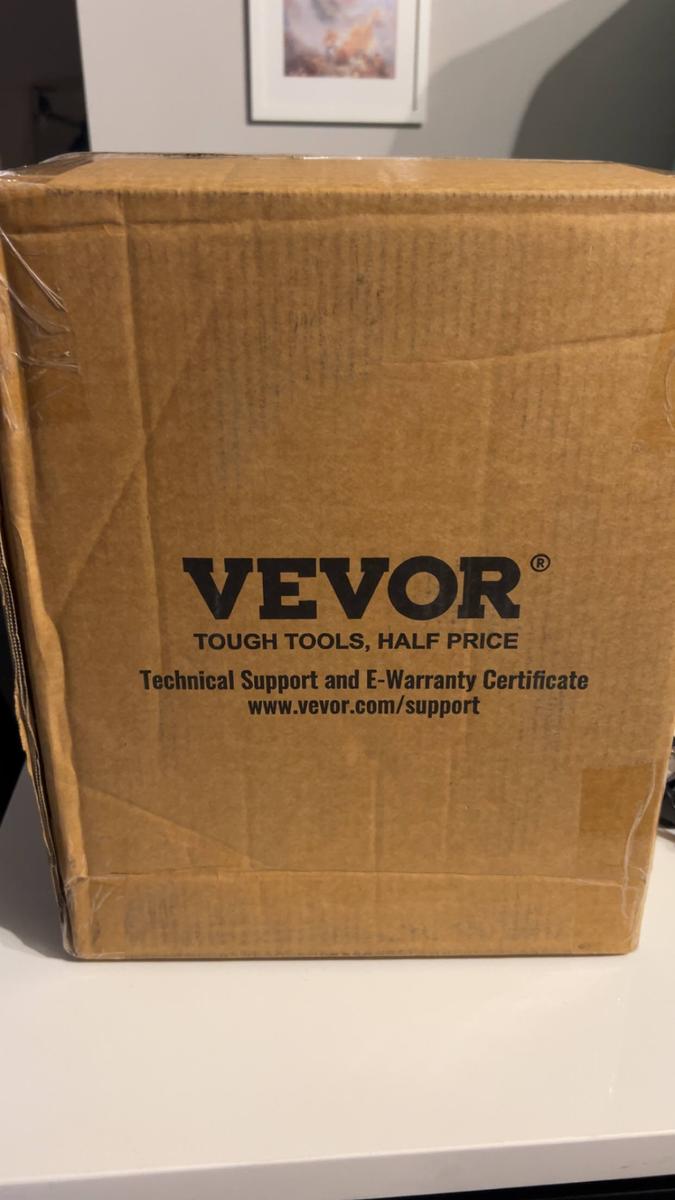 VEVOR®
TOUGH TOOLS, HALF PRICE
Technical Support and E-Warranty Certificate
www.vevor.com/support